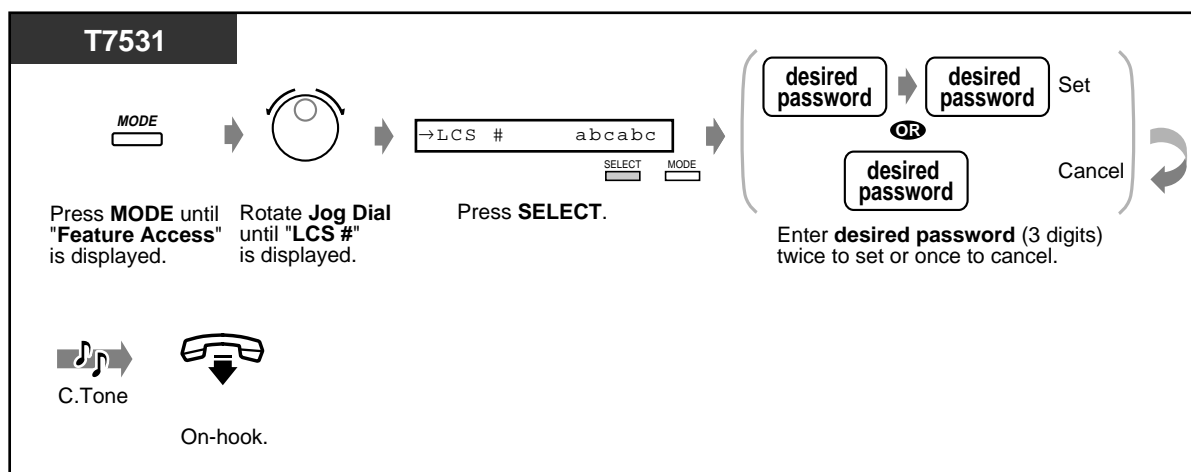 T7531
MODE
Press MODE until
"Feature Access"
is displayed.
Rotate Jog Dial
until "LCS #"
is displayed.
→LCS # abcabc
SELECT MODE
Press SELECT.
desired
password
desired
password
Set
OR
desired
password
Cancel
Enter desired password (3 digits)
twice to set or once to cancel.
C.Tone
On-hook.